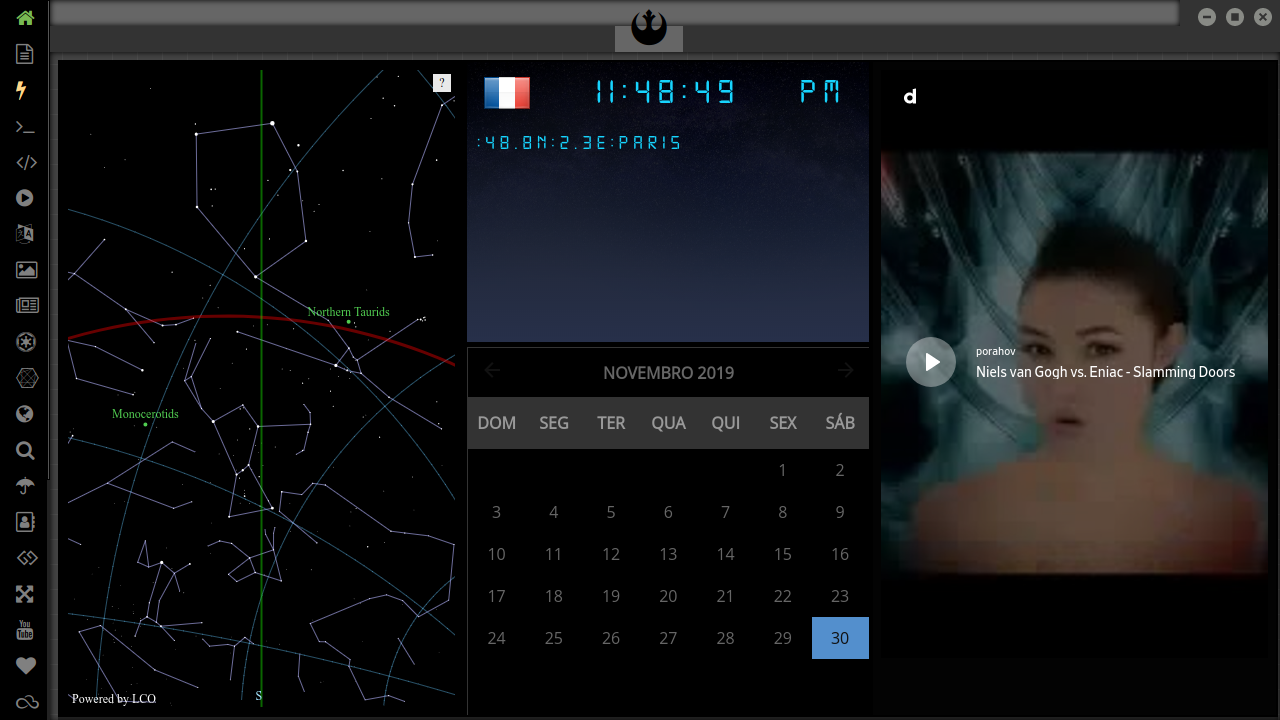 ?
Northern Taurids
Monocerotids
Powered by LCO
S
11:48:49 PM
:48.8N:2.3E:PARIS
NOVEMBRO 2019
DOM SEG TER QUA QUI SEX SÁB
1 2
3 4 5 6 7 8 9
10 11 12 13 14 15 16
17 18 19 20 21 22 23
24 25 26 27 28 29 30
d
porahov
Niels van Gogh vs. Eniac - Slamming Doors
You
Tube